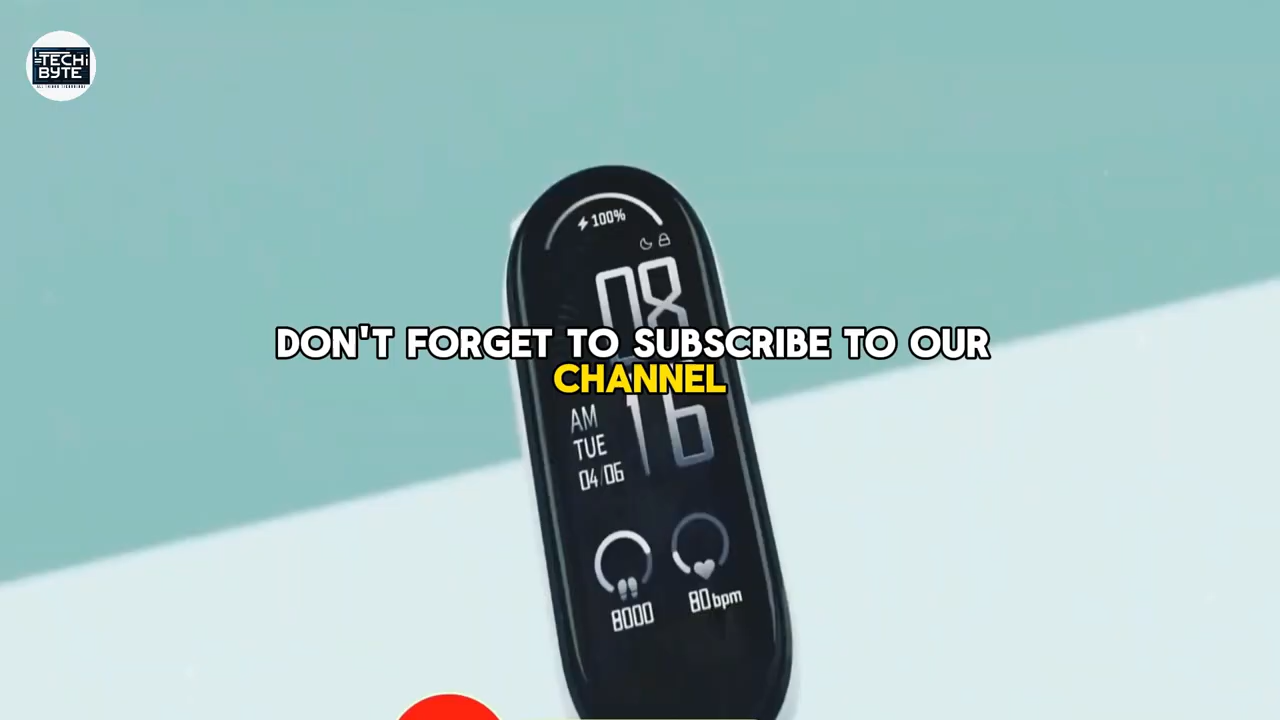 TECHi
BYTE
100%
08
DON'T FORGET TO SUBSCRIBE TO OUR
CHANNEL
16
AM
TUE
04/06
8000
80bpm